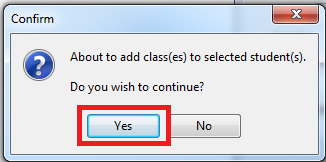 Confirm
About to add class(es) to selected student(s).
Do you wish to continue?
Yes
No